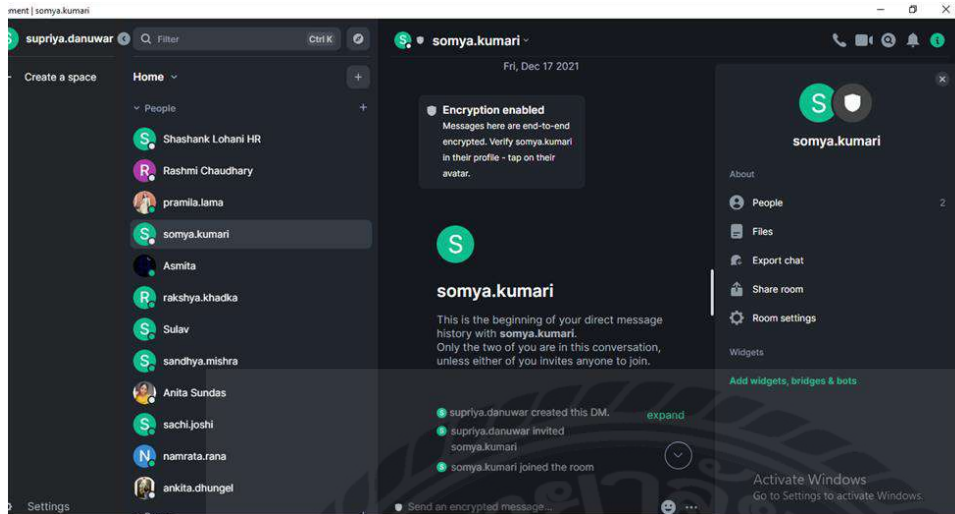 ement | somya.kumari
supriya.danuwar
Filter
Ctrl K
somya.kumari
Create a space
Home
People
S Shashank Lohani HR
R Rashmi Chaudhary
pramila.lama
S somya.kumari
Asmita
R rakshya.khadka
S Sulav
S sandhya.mishra
Anita Sundas
S sachi.joshi
N namrata.rana
ankita.dhungel
Settings
Fri, Dec 17 2021
Encryption enabled
Messages here are end-to-end
encrypted. Verify somya.kumari
in their profile - tap on their
avatar.
S
somya.kumari
This is the beginning of your direct message
history with somya.kumari.
Only the two of you are in this conversation,
unless either of you invites anyone to join.
S supriya.danuwar created this DM.
expand
S supriya.danuwar invited
somya.kumari
S somya.kumari joined the room
Send an encrypted message...
S
somya.kumari
About
People 2
Files
Export chat
Share room
Room settings
Widgets
Add widgets, bridges & bots
Activate Windows
Go to Settings to activate Windows.